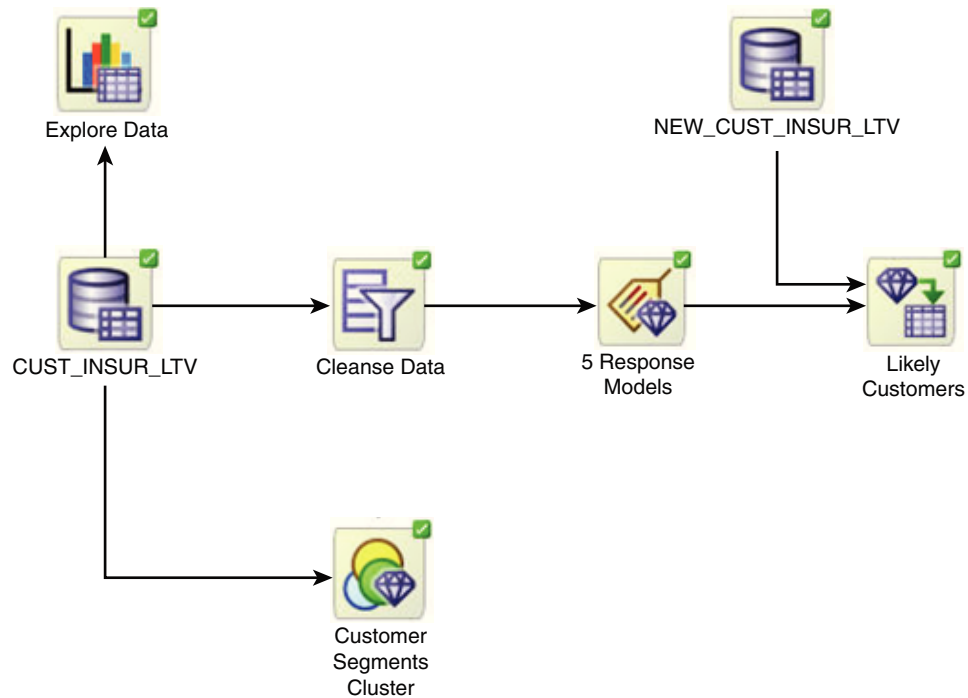 Explore Data
NEW_CUST_INSUR_LTV
CUST_INSUR_LTV
Cleanse Data
5 Response
Models
Likely
Customers
Customer
Segments
Cluster